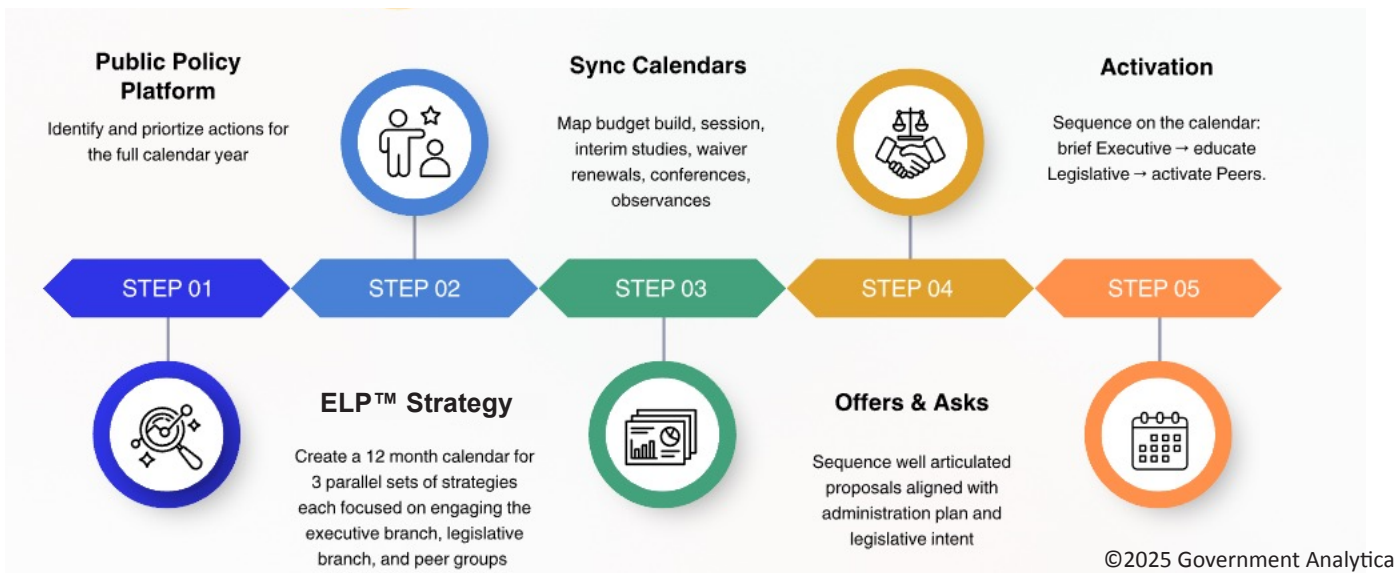 Public Policy
Platform
Identify and priortize actions for
the full calendar year
Sync Calendars
Map budget build, session,
interim studies, waiver
renewals, conferences,
observances
Activation
Sequence on the calendar:
brief Executive → educate
Legislative → activate Peers.
STEP 01
STEP 02
STEP 03
STEP 04
STEP 05
ELP™ Strategy
Create a 12 month calendar for
3 parallel sets of strategies
each focused on engaging the
executive branch, legislative
branch, and peer groups
Offers & Asks
Sequence well articulated
proposals aligned with
administration plan and
legislative intent
©2025 Government Analytica